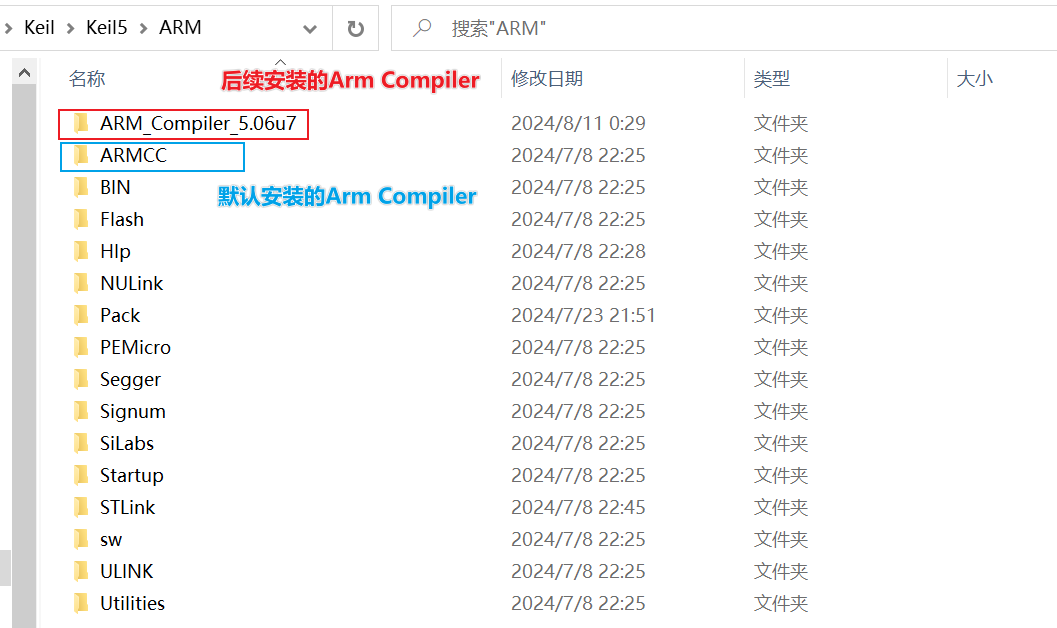 Keil Keil5 ARM 搜索"ARM"
名称 后续安装的Arm Compiler 修改日期 类型 大小
ARM_Compiler_5.06u7 2024/8/11 0:29 文件夹
ARMCC 2024/7/8 22:25 文件夹
BIN 2024/7/8 22:25 文件夹
默认安装的Arm Compiler
Flash 2024/7/8 22:25 文件夹
Hlp 2024/7/8 22:28 文件夹
NULink 2024/7/8 22:25 文件夹
Pack 2024/7/23 21:51 文件夹
PEMicro 2024/7/8 22:25 文件夹
Segger 2024/7/8 22:25 文件夹
Signum 2024/7/8 22:25 文件夹
SiLabs 2024/7/8 22:25 文件夹
Startup 2024/7/8 22:25 文件夹
STLink 2024/7/8 22:45 文件夹
sw 2024/7/8 22:25 文件夹
ULINK 2024/7/8 22:25 文件夹
Utilities 2024/7/8 22:25 文件夹